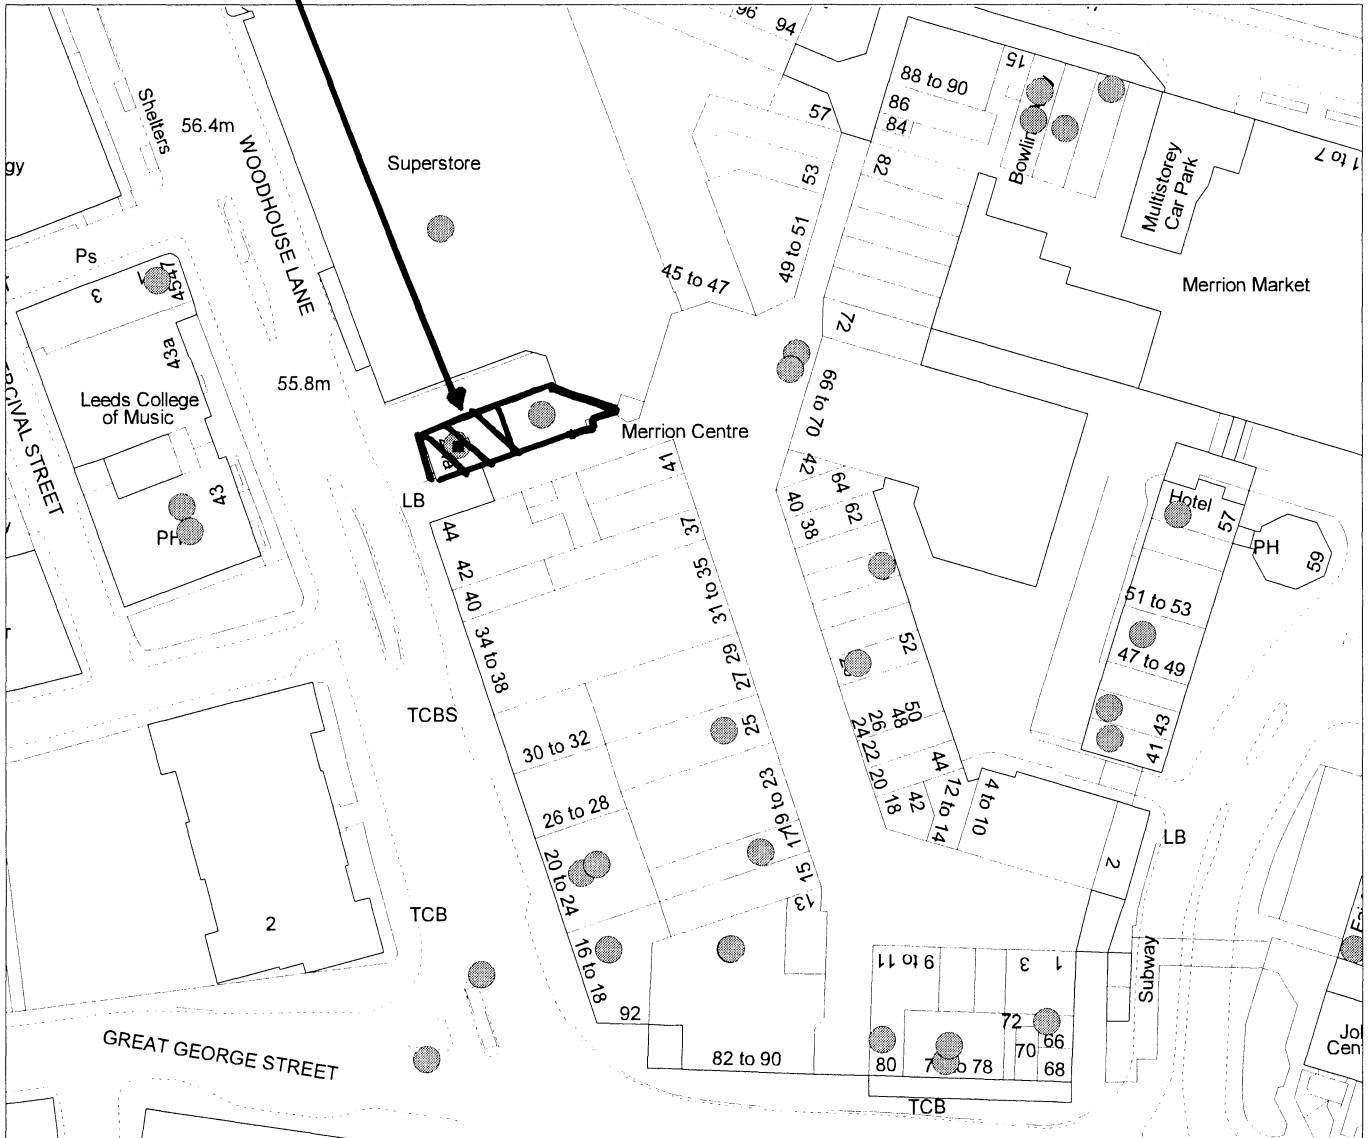 96
94
57
53
49 to 51
45 to 47
88 to 90
86
84
82
72
66 to 70
15
Multistorey
Car Park
1 to 7
Merrion Market
Shelters
56.4m
WOODHOUSE LANE
Superstore
gy
Ps
3
1
4547
43a
Leeds College
of Music
43
PH
55.8m
LB
Merrion Centre
41
37
31 to 35
29
27
25
19 to 23
17
15
13
44
42
40
34 to 38
30 to 32
26 to 28
20 to 24
16 to 18
92
82 to 90
TCBS
TCB
2
GREAT GEORGE STREET
42
64
62
40
38
52
50
48
26
24
22
20
18
44
42
12 to 14
4 to 10
2
LB
Hotel
57
PH
59
51 to 53
47 to 49
43
41
Subway
9 to 11
3
1
72
66
70
68
80
78
TCB